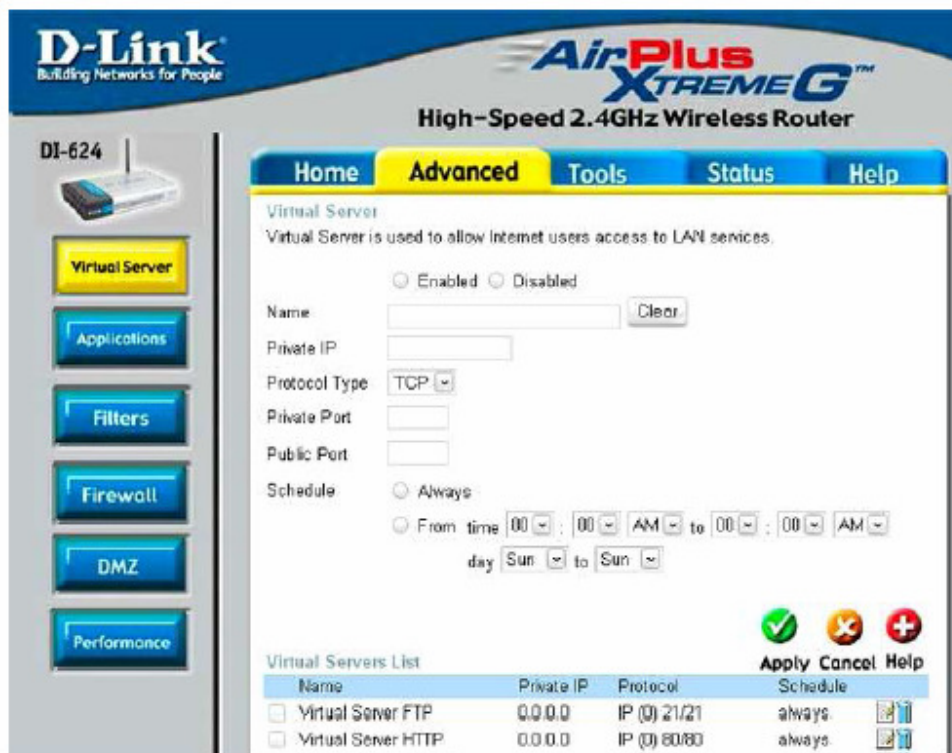 D-Link
Building Networks for People
AirPlus
XTREME G™
High-Speed 2.4GHz Wireless Router
DI-624
Home Advanced Tools Status Help
Virtual Server
Applications
Filters
Firewall
DMZ
Performance
Virtual Server
Virtual Server is used to allow Internet users access to LAN services.
Enabled Disabled
Name Clear
Private IP
Protocol Type TCP
Private Port
Public Port
Schedule Always
From time 00 : 00 AM to 00 : 00 AM
day Sun to Sun
Apply Cancel Help
Virtual Servers List
Name Private IP Protocol Schedule
Virtual Server FTP 0.0.0.0 IP (0) 21/21 always
Virtual Server HTTP 0.0.0.0 IP (0) 80/80 always